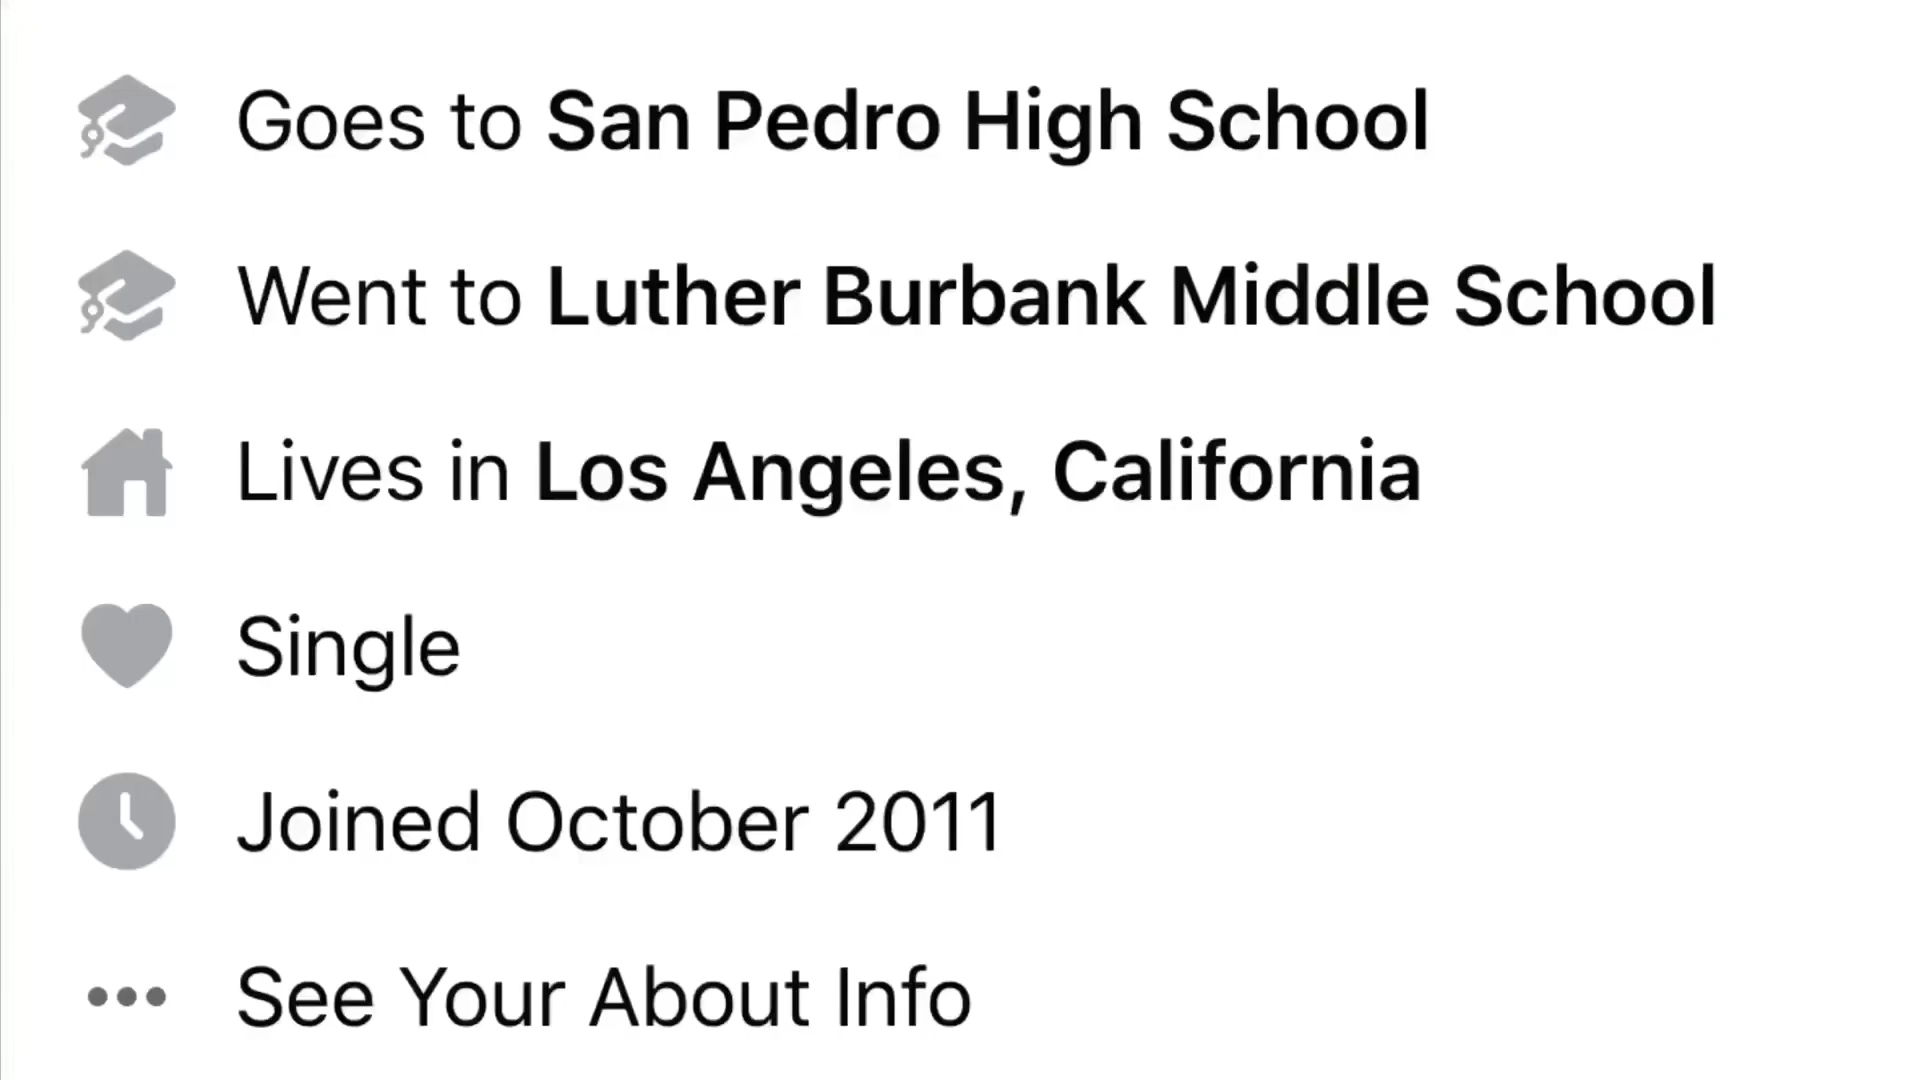 Goes to San Pedro High School
Went to Luther Burbank Middle School
Lives in Los Angeles, California
Single
Joined October 2011
See Your About Info